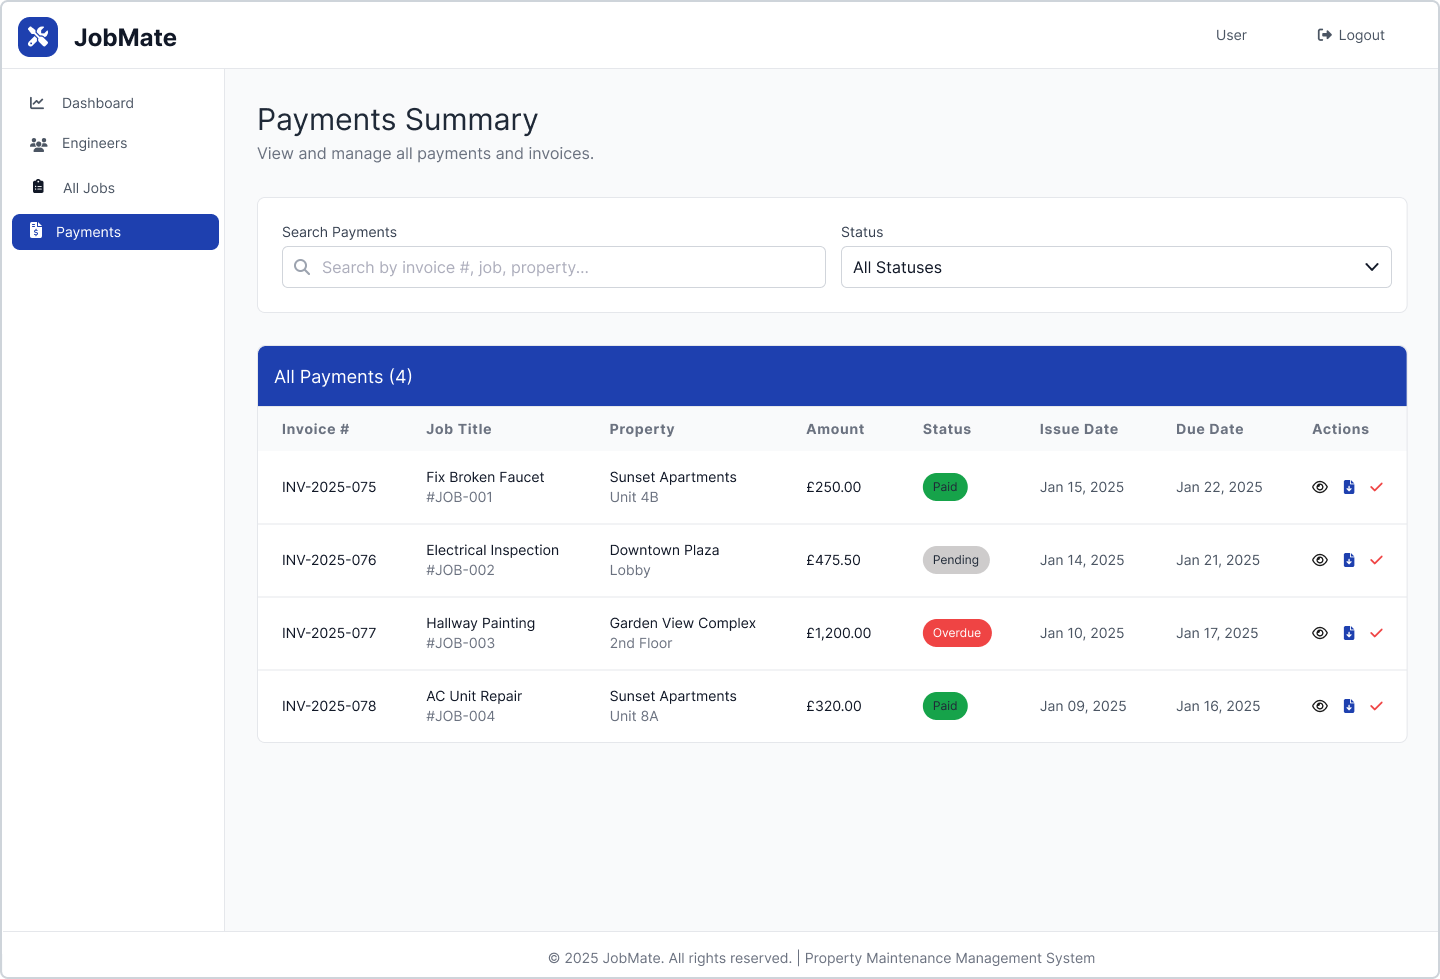 JobMate
User
Logout
Dashboard
Engineers
All Jobs
Payments
Payments Summary
View and manage all payments and invoices.
Search Payments
Search by invoice #, job, property...
Status
All Statuses
All Payments (4)
Invoice # Job Title Property Amount Status Issue Date Due Date Actions
INV-2025-075 Fix Broken Faucet #JOB-001 Sunset Apartments Unit 4B £250.00 Paid Jan 15, 2025 Jan 22, 2025
INV-2025-076 Electrical Inspection #JOB-002 Downtown Plaza Lobby £475.50 Pending Jan 14, 2025 Jan 21, 2025
INV-2025-077 Hallway Painting #JOB-003 Garden View Complex 2nd Floor £1,200.00 Overdue Jan 10, 2025 Jan 17, 2025
INV-2025-078 AC Unit Repair #JOB-004 Sunset Apartments Unit 8A £320.00 Paid Jan 09, 2025 Jan 16, 2025
© 2025 JobMate. All rights reserved. | Property Maintenance Management System